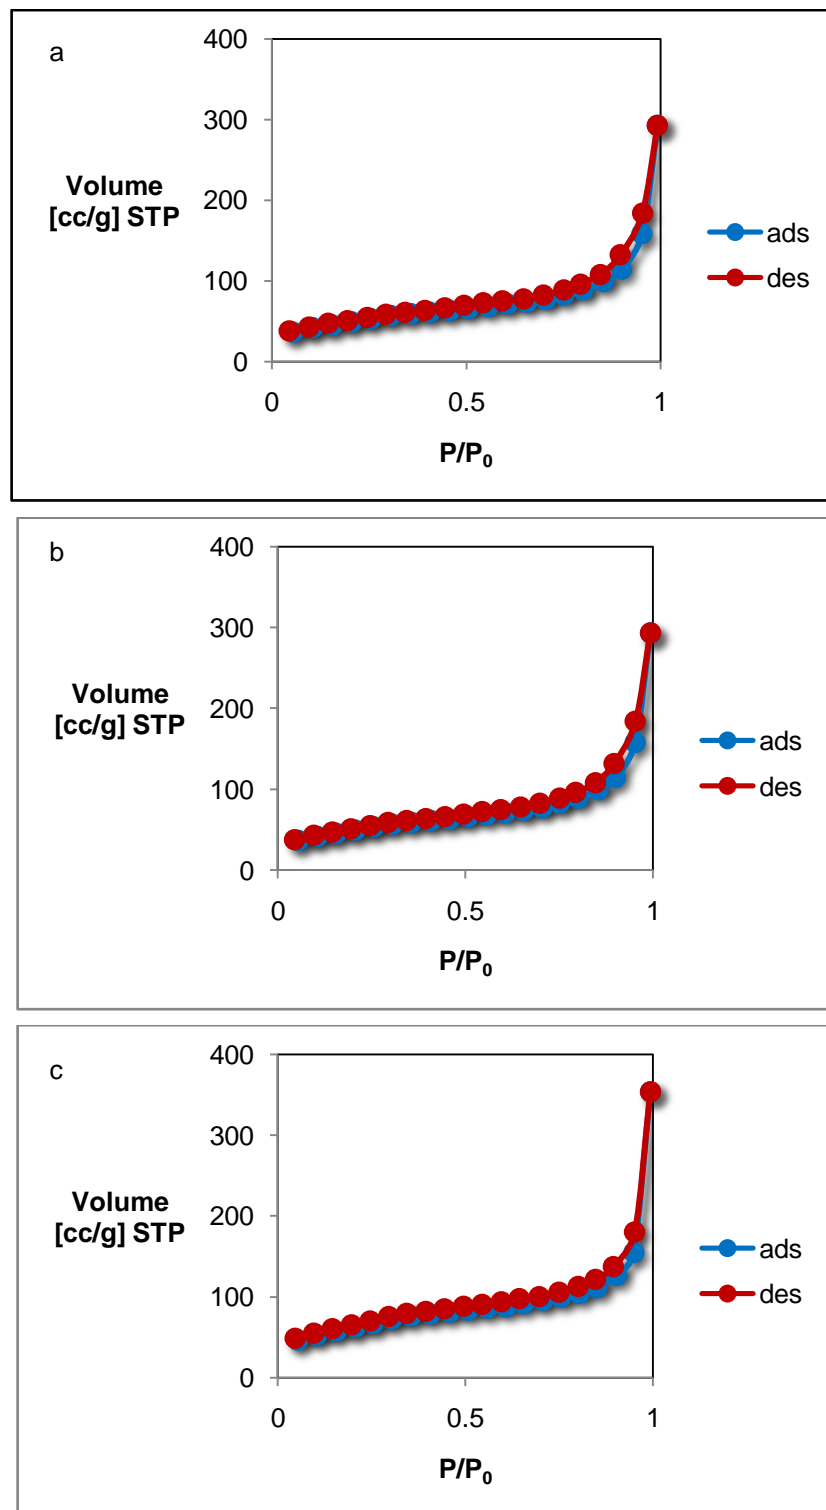 a
400
300
200
100
0
Volume
[cc/g] STP
0 0.5 1
P/P₀
ads
des
b
400
300
200
100
0
Volume
[cc/g] STP
0 0.5 1
P/P₀
ads
des
c
400
300
200
100
0
Volume
[cc/g] STP
0 0.5 1
P/P₀
ads
des